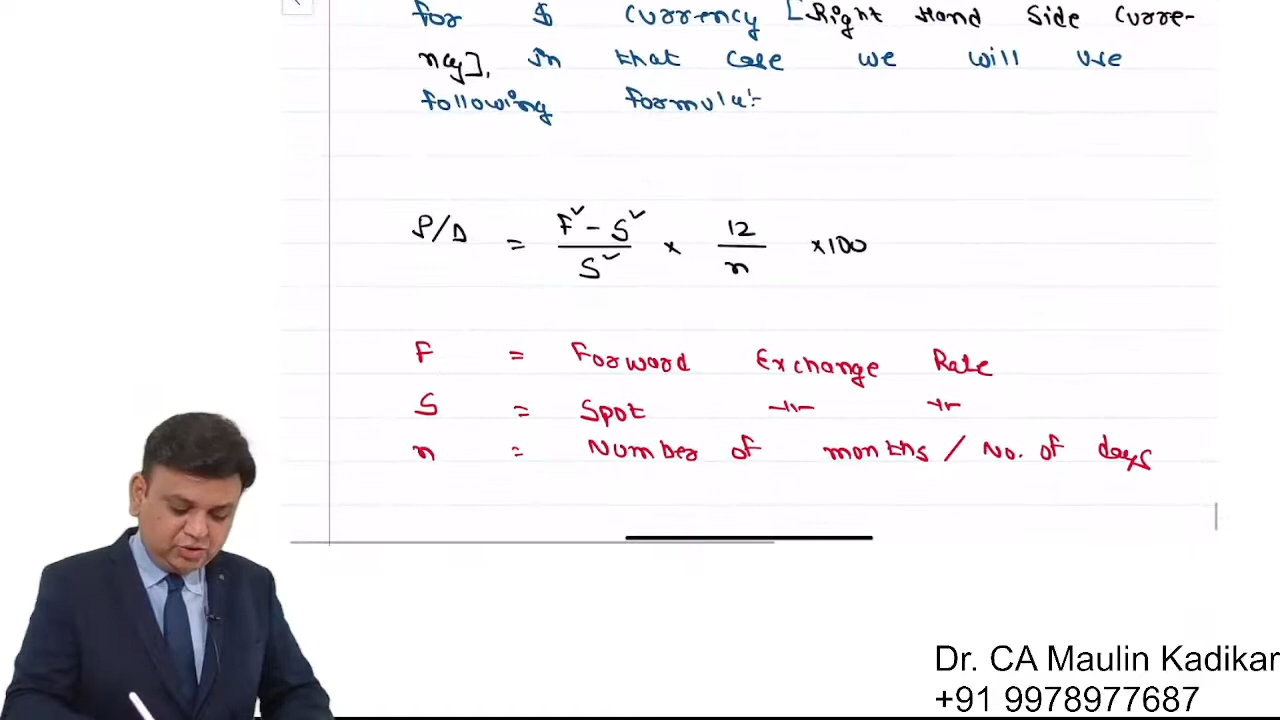 for $ currency [Right Hand Side Curre-
ncy], In that case we will use
following formula:-
P/D = F - S / S × 12 / n ×100
F = Forward Exchange Rate
S = Spot -〃- -〃-
n = Number of months / No. of days
Dr. CA Maulin Kadikar
+91 9978977687